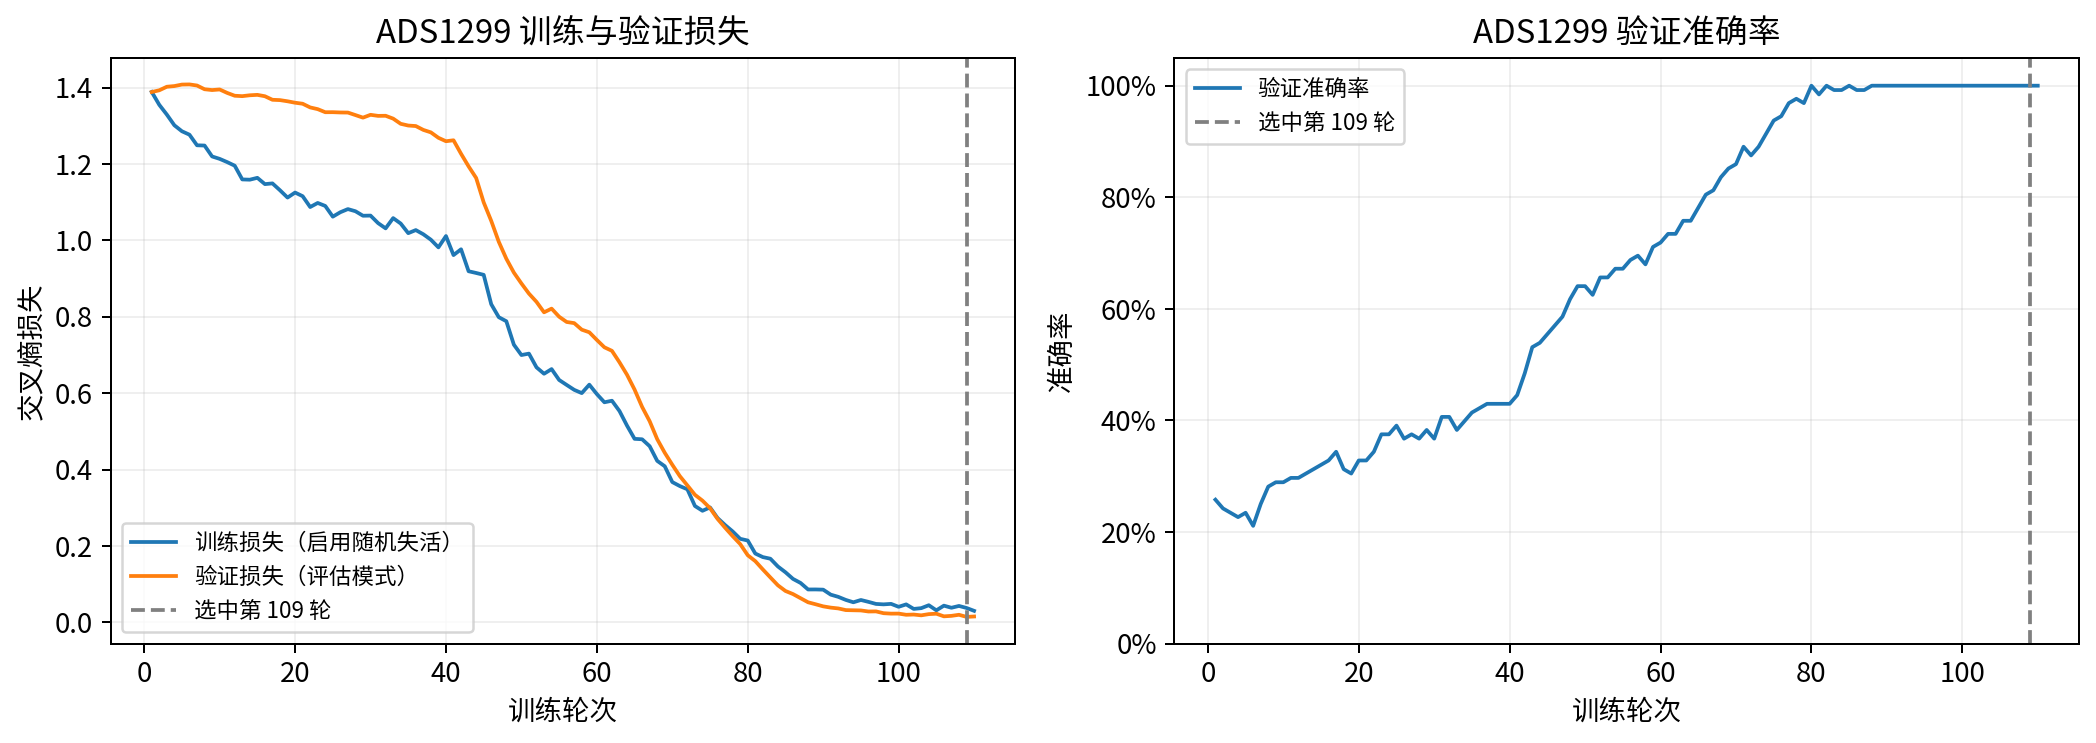 ADS1299 训练与验证损失
交叉熵损失
1.4
1.2
1.0
0.8
0.6
0.4
0.2
0.0
训练损失（启用随机失活）
验证损失（评估模式）
选中第 109 轮
0 20 40 60 80 100
训练轮次
ADS1299 验证准确率
准确率
100%
80%
60%
40%
20%
0%
验证准确率
选中第 109 轮
0 20 40 60 80 100
训练轮次